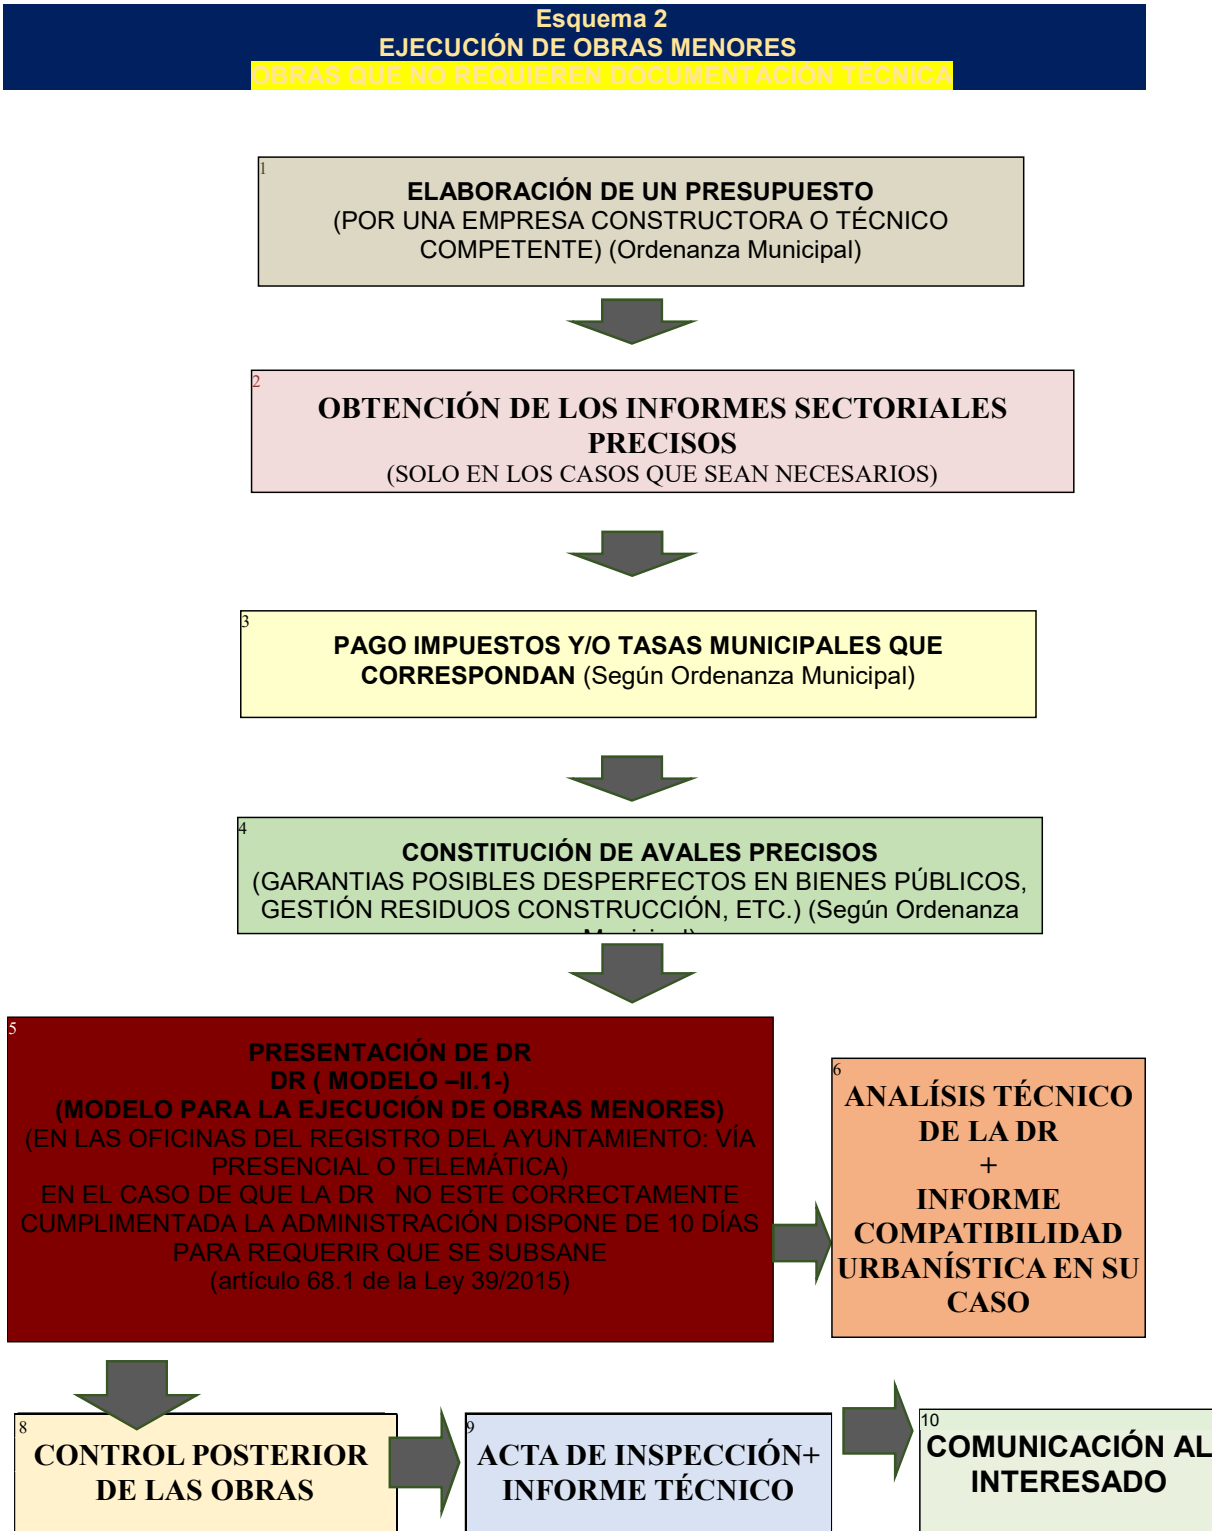 Esquema 2
EJECUCIÓN DE OBRAS MENORES
OBRAS QUE NO REQUIEREN DOCUMENTACIÓN TÉCNICA
1
ELABORACIÓN DE UN PRESUPUESTO
(POR UNA EMPRESA CONSTRUCTORA O TÉCNICO
COMPETENTE) (Ordenanza Municipal)
2
OBTENCIÓN DE LOS INFORMES SECTORIALES
PRECISOS
(SOLO EN LOS CASOS QUE SEAN NECESARIOS)
3
PAGO IMPUESTOS Y/O TASAS MUNICIPALES QUE
CORRESPONDAN (Según Ordenanza Municipal)
4
CONSTITUCIÓN DE AVALES PRECISOS
(GARANTIAS POSIBLES DESPERFECTOS EN BIENES PÚBLICOS,
GESTIÓN RESIDUOS CONSTRUCCIÓN, ETC.) (Según Ordenanza
5
PRESENTACIÓN DE DR
DR ( MODELO –II.1-)
(MODELO PARA LA EJECUCIÓN DE OBRAS MENORES)
(EN LAS OFICINAS DEL REGISTRO DEL AYUNTAMIENTO: VÍA
PRESENCIAL O TELEMÁTICA)
EN EL CASO DE QUE LA DR NO ESTE CORRECTAMENTE
CUMPLIMENTADA LA ADMINISTRACIÓN DISPONE DE 10 DÍAS
PARA REQUERIR QUE SE SUBSANE
(artículo 68.1 de la Ley 39/2015)
6
ANALÍSIS TÉCNICO
DE LA DR
+
INFORME
COMPATIBILIDAD
URBANÍSTICA EN SU
CASO
8
CONTROL POSTERIOR
DE LAS OBRAS
9
ACTA DE INSPECCIÓN+
INFORME TÉCNICO
10
COMUNICACIÓN AL
INTERESADO